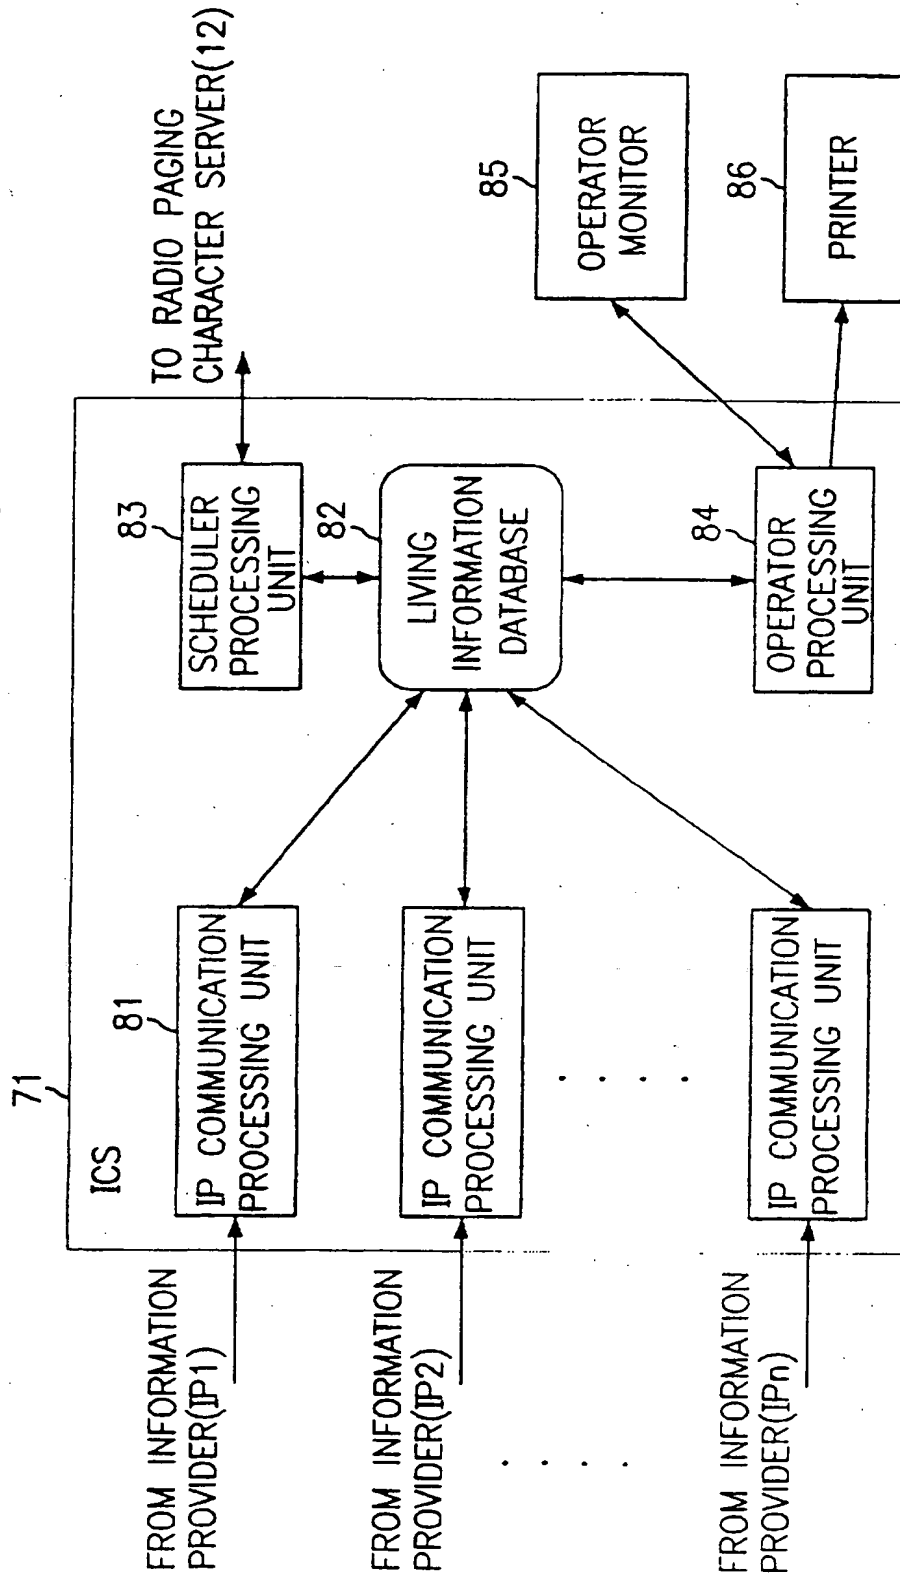 71
ICS
FROM INFORMATION
PROVIDER(IP1)
81
IP COMMUNICATION
PROCESSING UNIT
83
SCHEDULER
PROCESSING
UNIT
TO RADIO PAGING
CHARACTER SERVER(12)
FROM INFORMATION
PROVIDER(IP2)
IP COMMUNICATION
PROCESSING UNIT
82
LIVING
INFORMATION
DATABASE
85
OPERATOR
MONITOR
FROM INFORMATION
PROVIDER(IPn)
IP COMMUNICATION
PROCESSING UNIT
84
OPERATOR
PROCESSING
UNIT
86
PRINTER